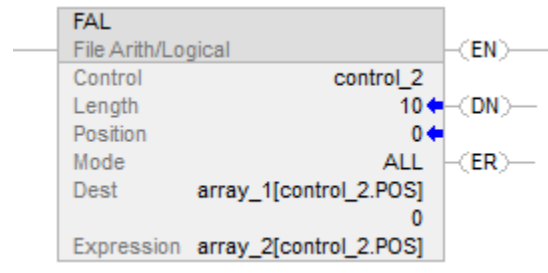 FAL
File Arith/Logical
(EN)
Control control_2
Length 10 (DN)
Position 0
Mode ALL (ER)
Dest array_1[control_2.POS]
0
Expression array_2[control_2.POS]